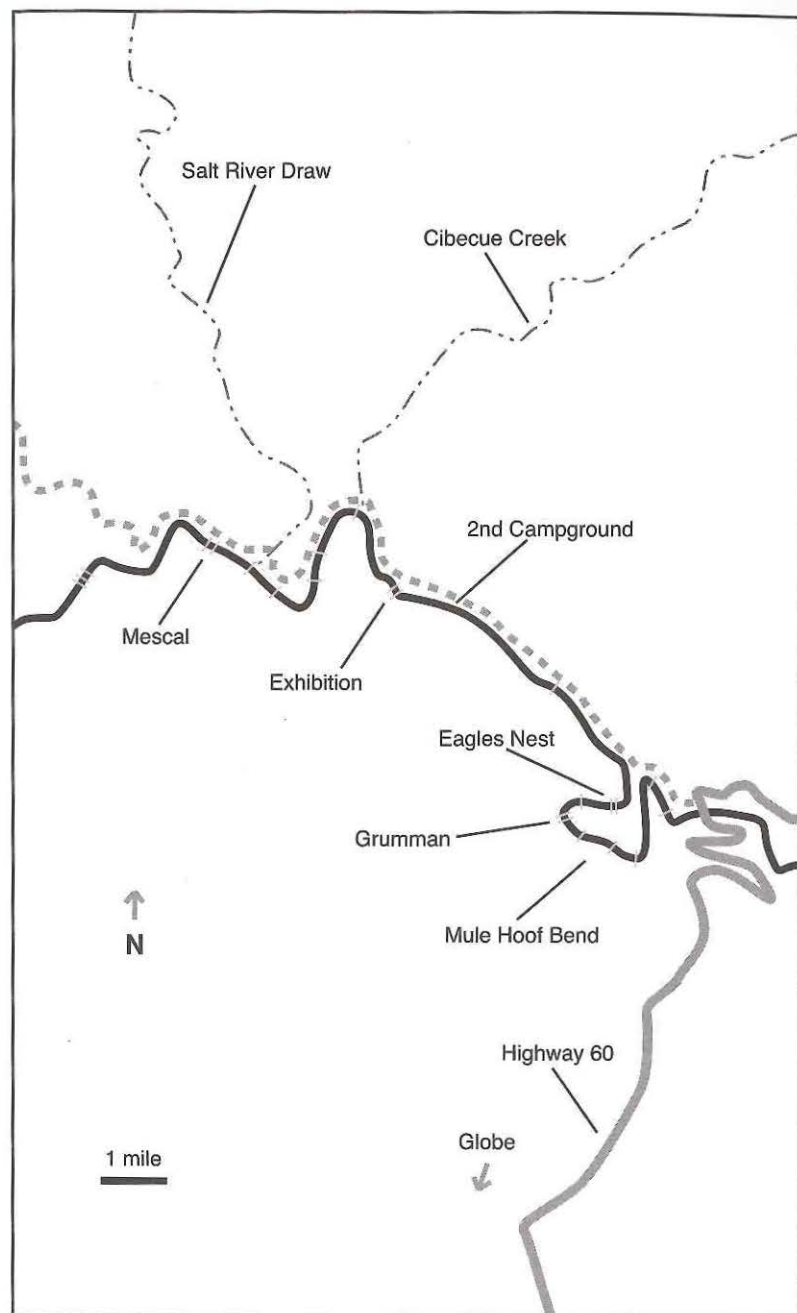 Salt River Draw
Cibecue Creek
2nd Campground
Mescal
Exhibition
Eagles Nest
Grumman
N
Mule Hoof Bend
Highway 60
Globe
1 mile